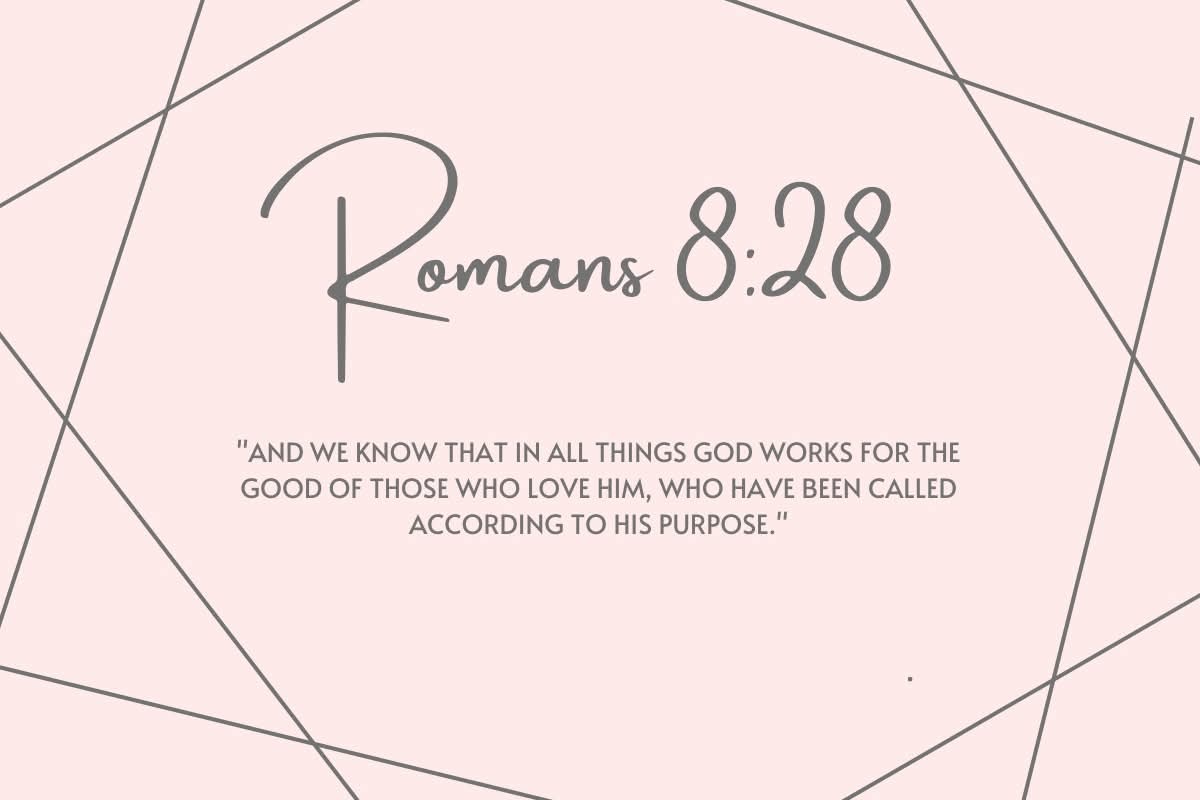 Romans 8:28
"AND WE KNOW THAT IN ALL THINGS GOD WORKS FOR THE
GOOD OF THOSE WHO LOVE HIM, WHO HAVE BEEN CALLED
ACCORDING TO HIS PURPOSE."
.